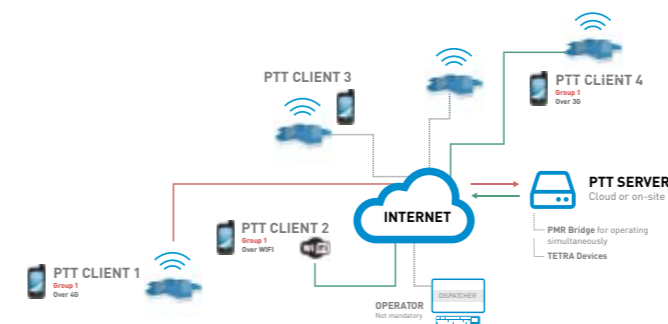 PTT CLIENT 3
PTT CLiENT 4
Group 1
Over 3G
PTT SERVER
Cloud or on-site
INTERNET
PTT CLIENT 2
Group 1
Over WIFI
WiFi
PMR Bridge for operating
simultaneously
TETRA Devices
PTT CLIENT 1
Group 1
Over 4G
DISPATCHER
OPERATOR
Not mandatory